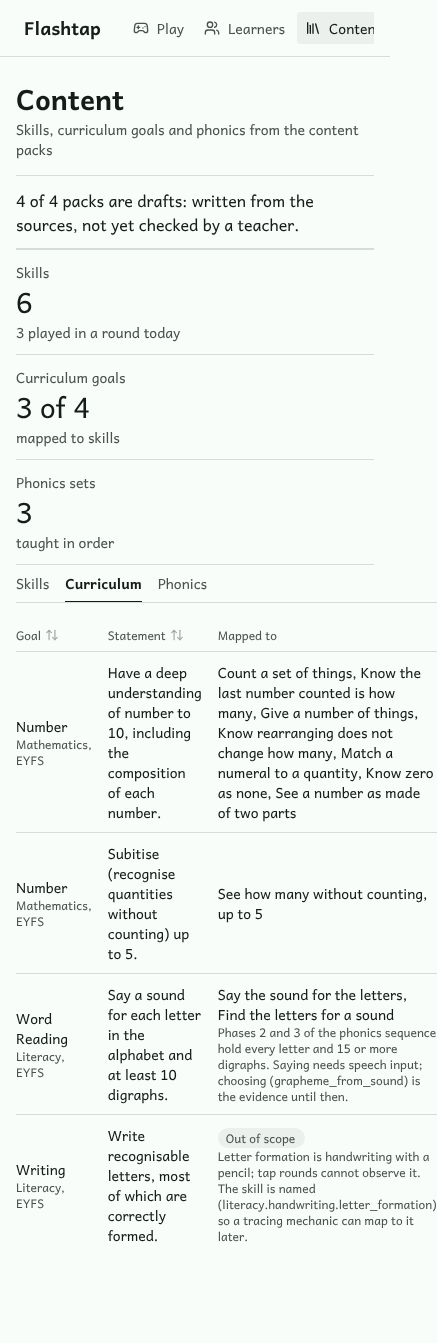 Flashtap
Play
Learners
Conten
Content
Skills, curriculum goals and phonics from the content
packs
4 of 4 packs are drafts: written from the
sources, not yet checked by a teacher.
Skills
6
3 played in a round today
Curriculum goals
3 of 4
mapped to skills
Phonics sets
3
taught in order
Skills Curriculum Phonics
Goal Statement Mapped to
Number
Mathematics,
EYFS
Have a deep
understanding
of number to
10, including
the
composition
of each
number.
Count a set of things, Know the
last number counted is how
many, Give a number of things,
Know rearranging does not
change how many, Match a
numeral to a quantity, Know zero
as none, See a number as made
of two parts
Number
Mathematics,
EYFS
Subitise
(recognise
quantities
without
counting) up
to 5.
See how many without counting,
up to 5
Word
Reading
Literacy,
EYFS
Say a sound
for each letter
in the
alphabet and
at least 10
digraphs.
Say the sound for the letters,
Find the letters for a sound
Phases 2 and 3 of the phonics sequence
hold every letter and 15 or more
digraphs. Saying needs speech input;
choosing (grapheme_from_sound) is
the evidence until then.
Writing
Literacy,
EYFS
Write
recognisable
letters, most
of which are
correctly
formed.
Out of scope
Letter formation is handwriting with a
pencil; tap rounds cannot observe it.
The skill is named
(literacy.handwriting.letter_formation)
so a tracing mechanic can map to it
later.